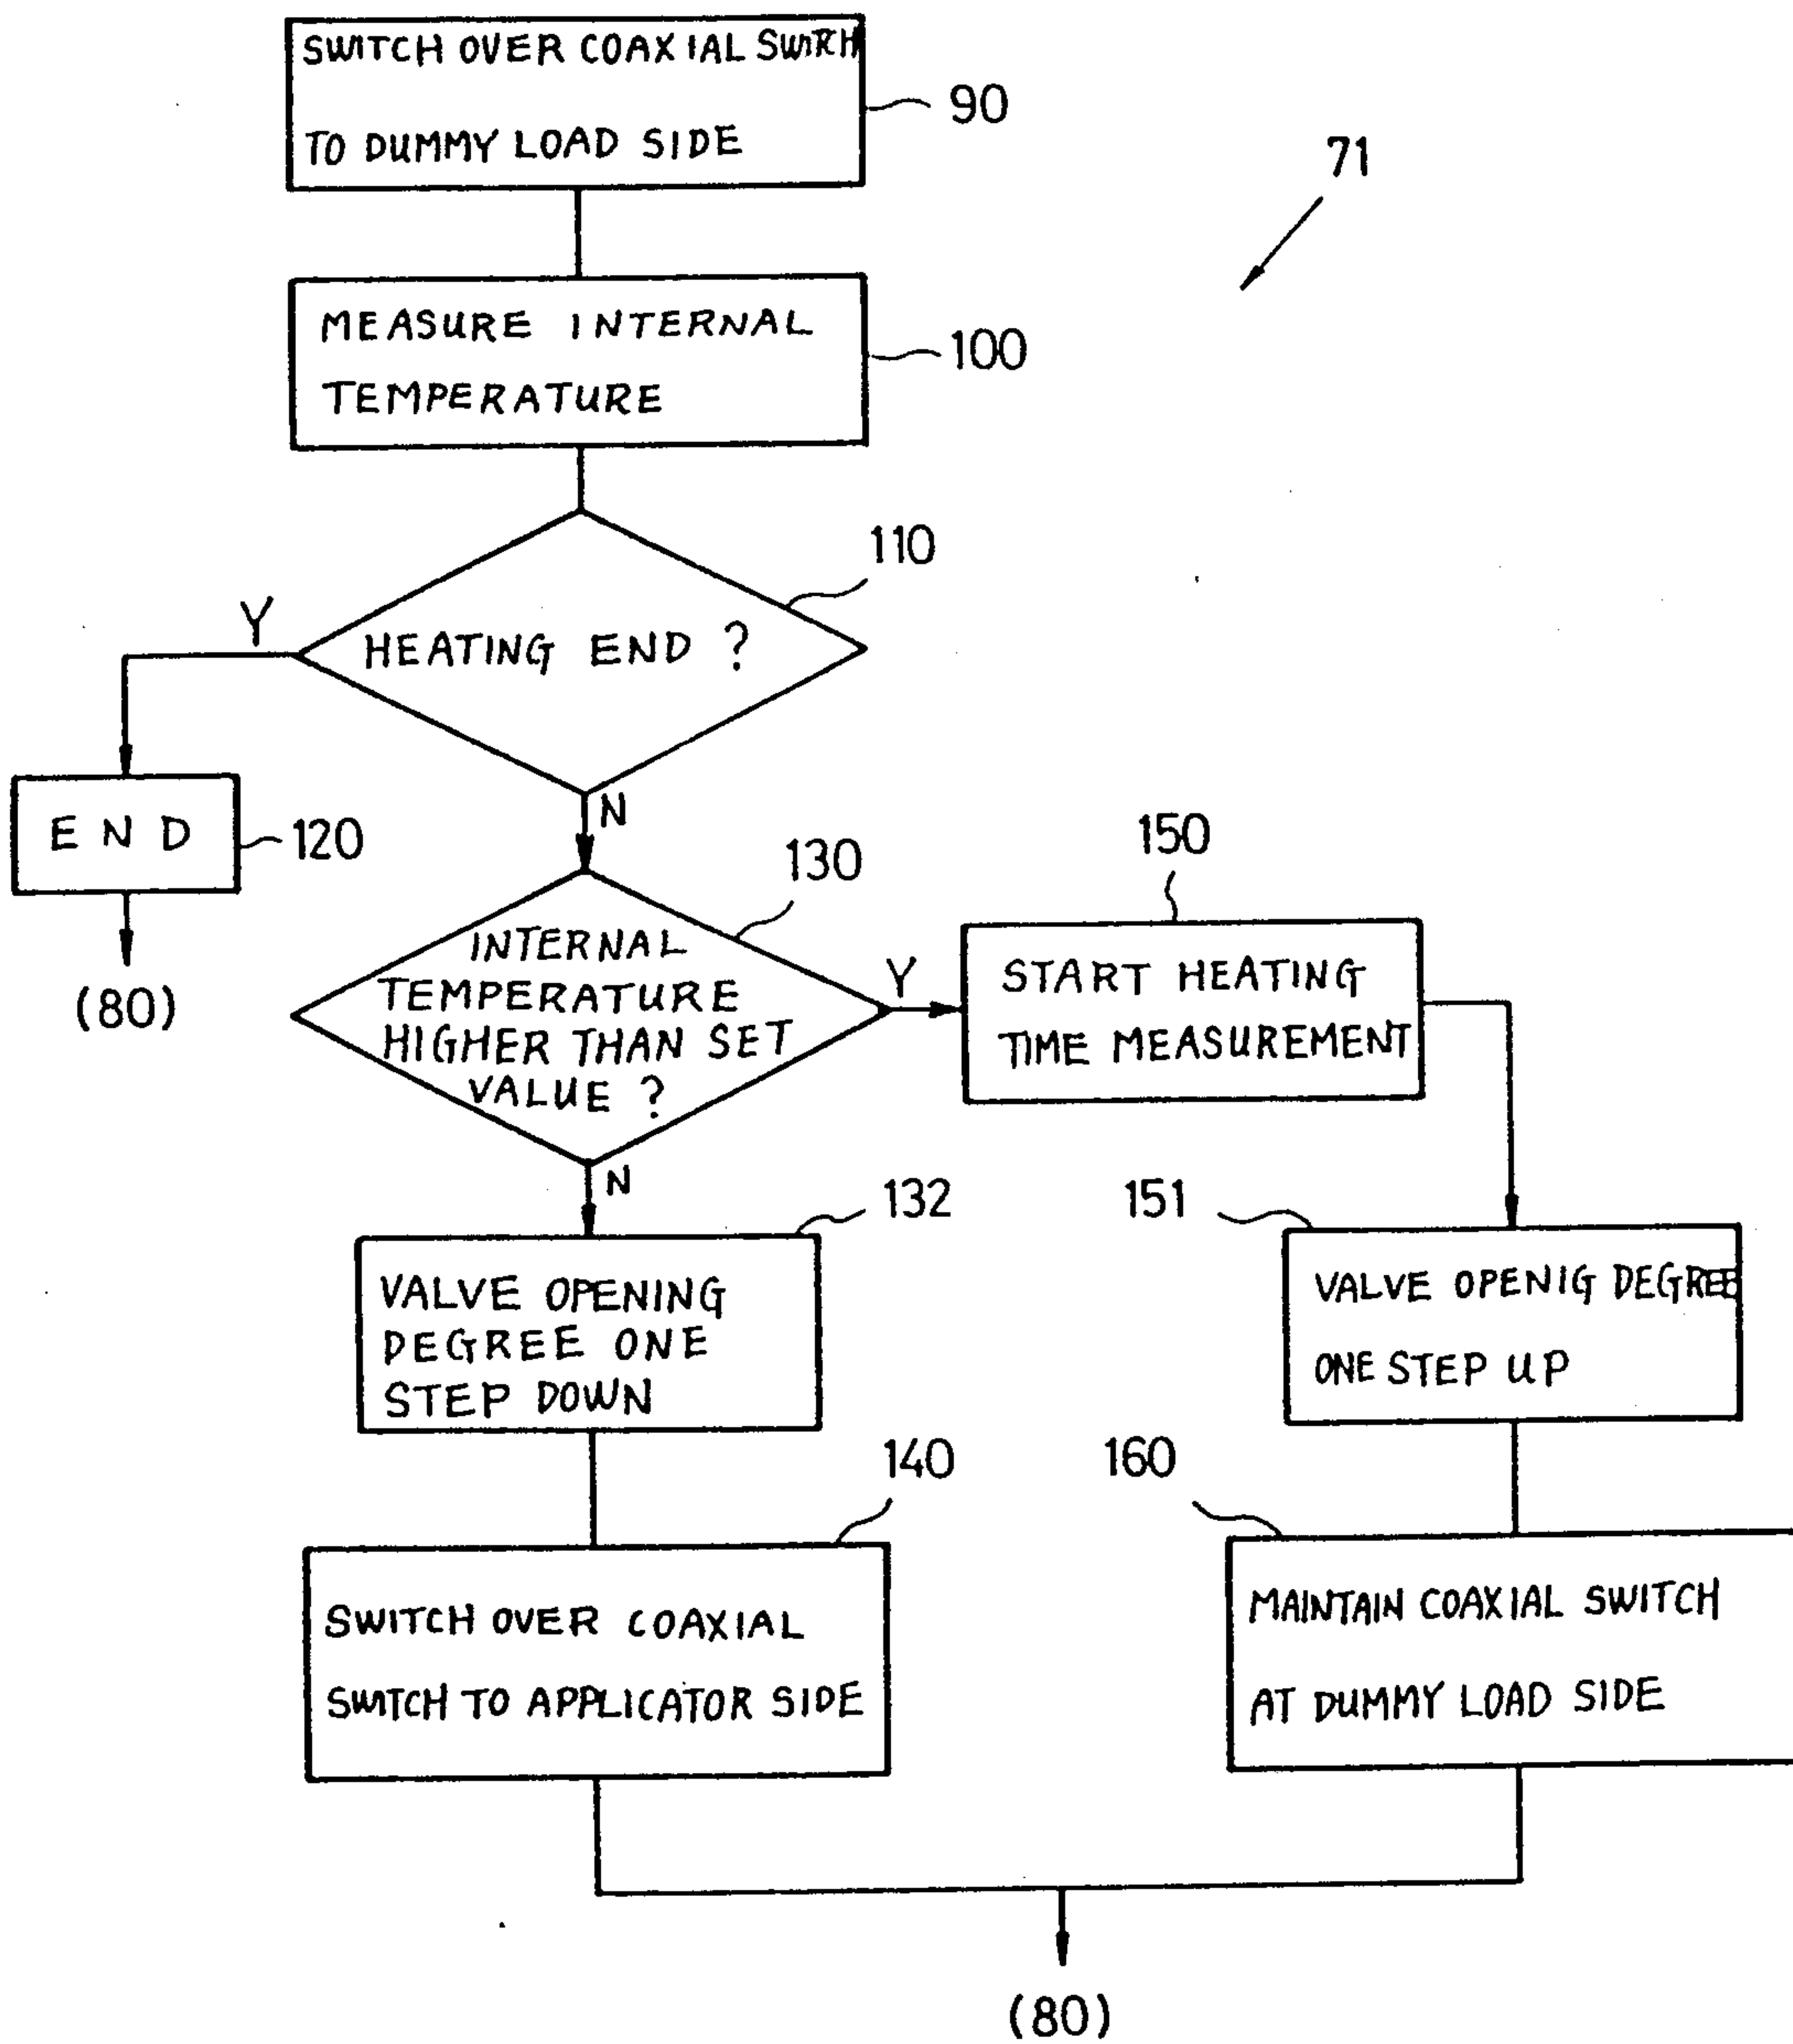 SWITCH OVER COAXIAL SWITCH
TO DUMMY LOAD SIDE
90
71
MEASURE INTERNAL
TEMPERATURE
100
110
Y
HEATING END ?
N
END
120
(80)
130
INTERNAL
TEMPERATURE
HIGHER THAN SET
VALUE ?
Y
150
START HEATING
TIME MEASUREMENT
N
132
VALVE OPENING
DEGREE ONE
STEP DOWN
151
VALVE OPENIG DEGREE
ONE STEP UP
140
SWITCH OVER COAXIAL
SWITCH TO APPLICATOR SIDE
160
MAINTAIN COAXIAL SWITCH
AT DUMMY LOAD SIDE
(80)